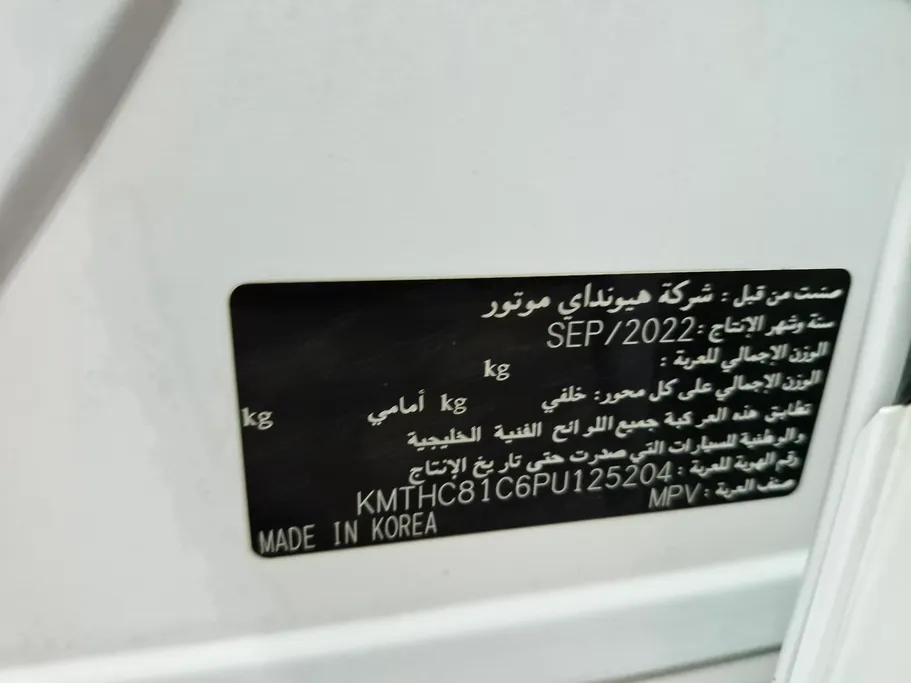 صنعت من قبل : شركة هيونداي موتور
سنة وشهر الإنتاج : SEP/2022
الوزن الإجمالي للعربة : kg
الوزن الإجمالي على كل محور: خلفي kg أمامي kg
تطابق هذه المركبة جميع اللوائح الفنية الخليجية
والوطنية للسيارات التي صدرت حتى تاريخ الإنتاج
رقم الهوية للعربة : KMTHC81C6PU125204
صنف العربة : MPV
MADE IN KOREA